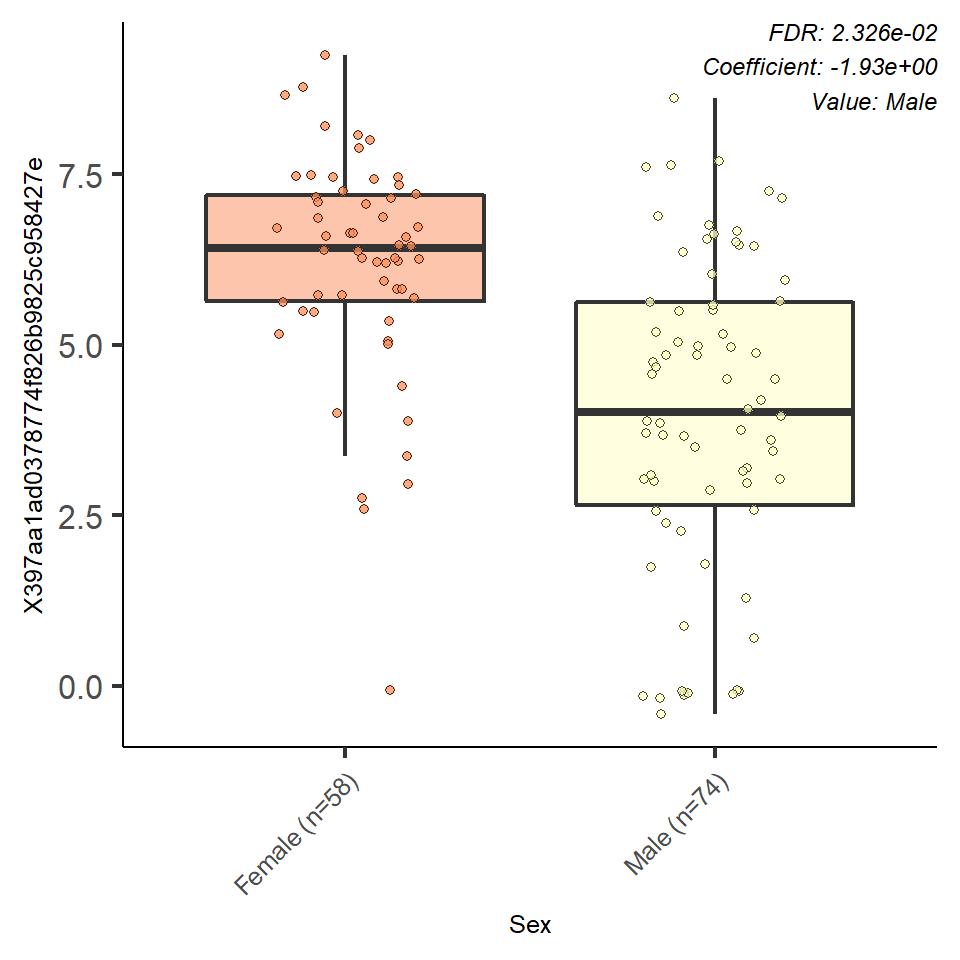 FDR: 2.326e-02
Coefficient: -1.93e+00
Value: Male
X397aa1ad0378774f826b9825c958427e
7.5
5.0
2.5
0.0
Female (n=58)
Male (n=74)
Sex